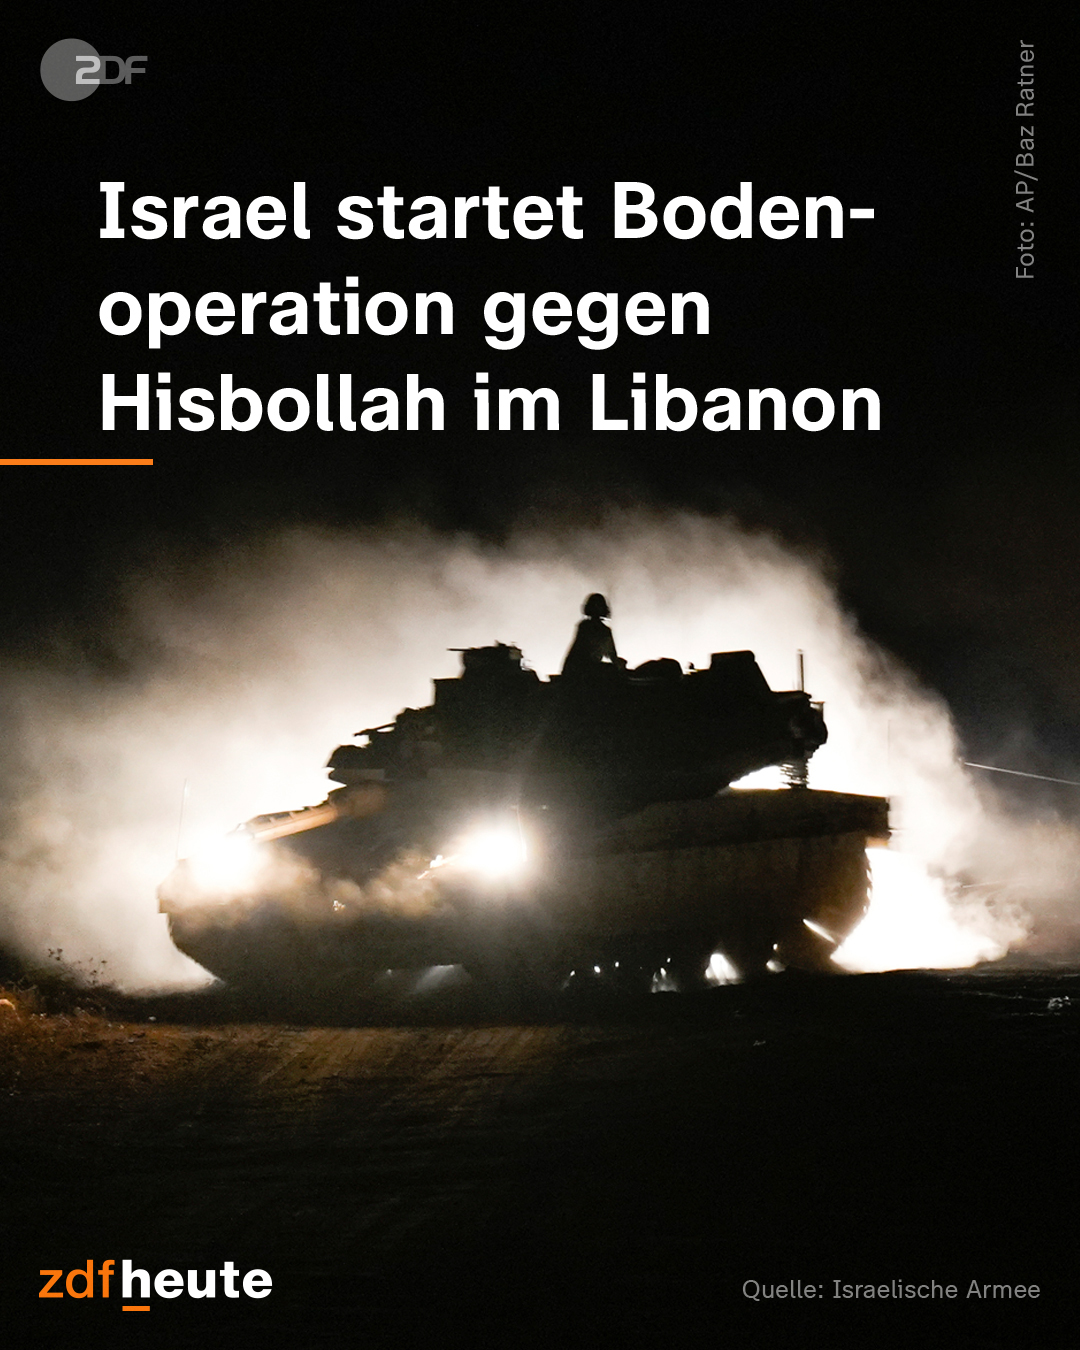 ZDF
Foto: AP/Baz Ratner
Israel startet Boden-
operation gegen
Hisbollah im Libanon
zdfheute
Quelle: Israelische Armee